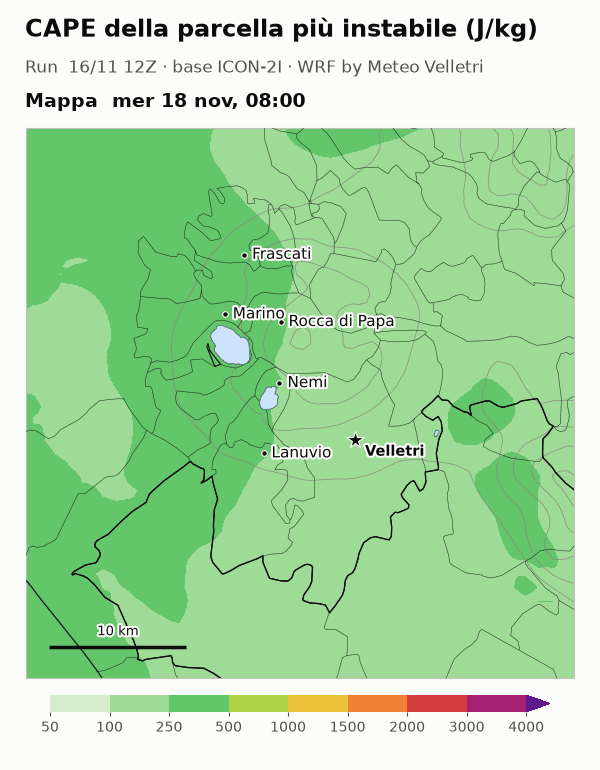 CAPE della parcella più instabile (J/kg)
Run  16/11 12Z · base ICON-2I · WRF by Meteo Velletri
Mappa  mer 18 nov, 08:00
Frascati
Marino
Rocca di Papa
Nemi
Velletri
Lanuvio
10 km
50 100 250 500 1000 1500 2000 3000 4000